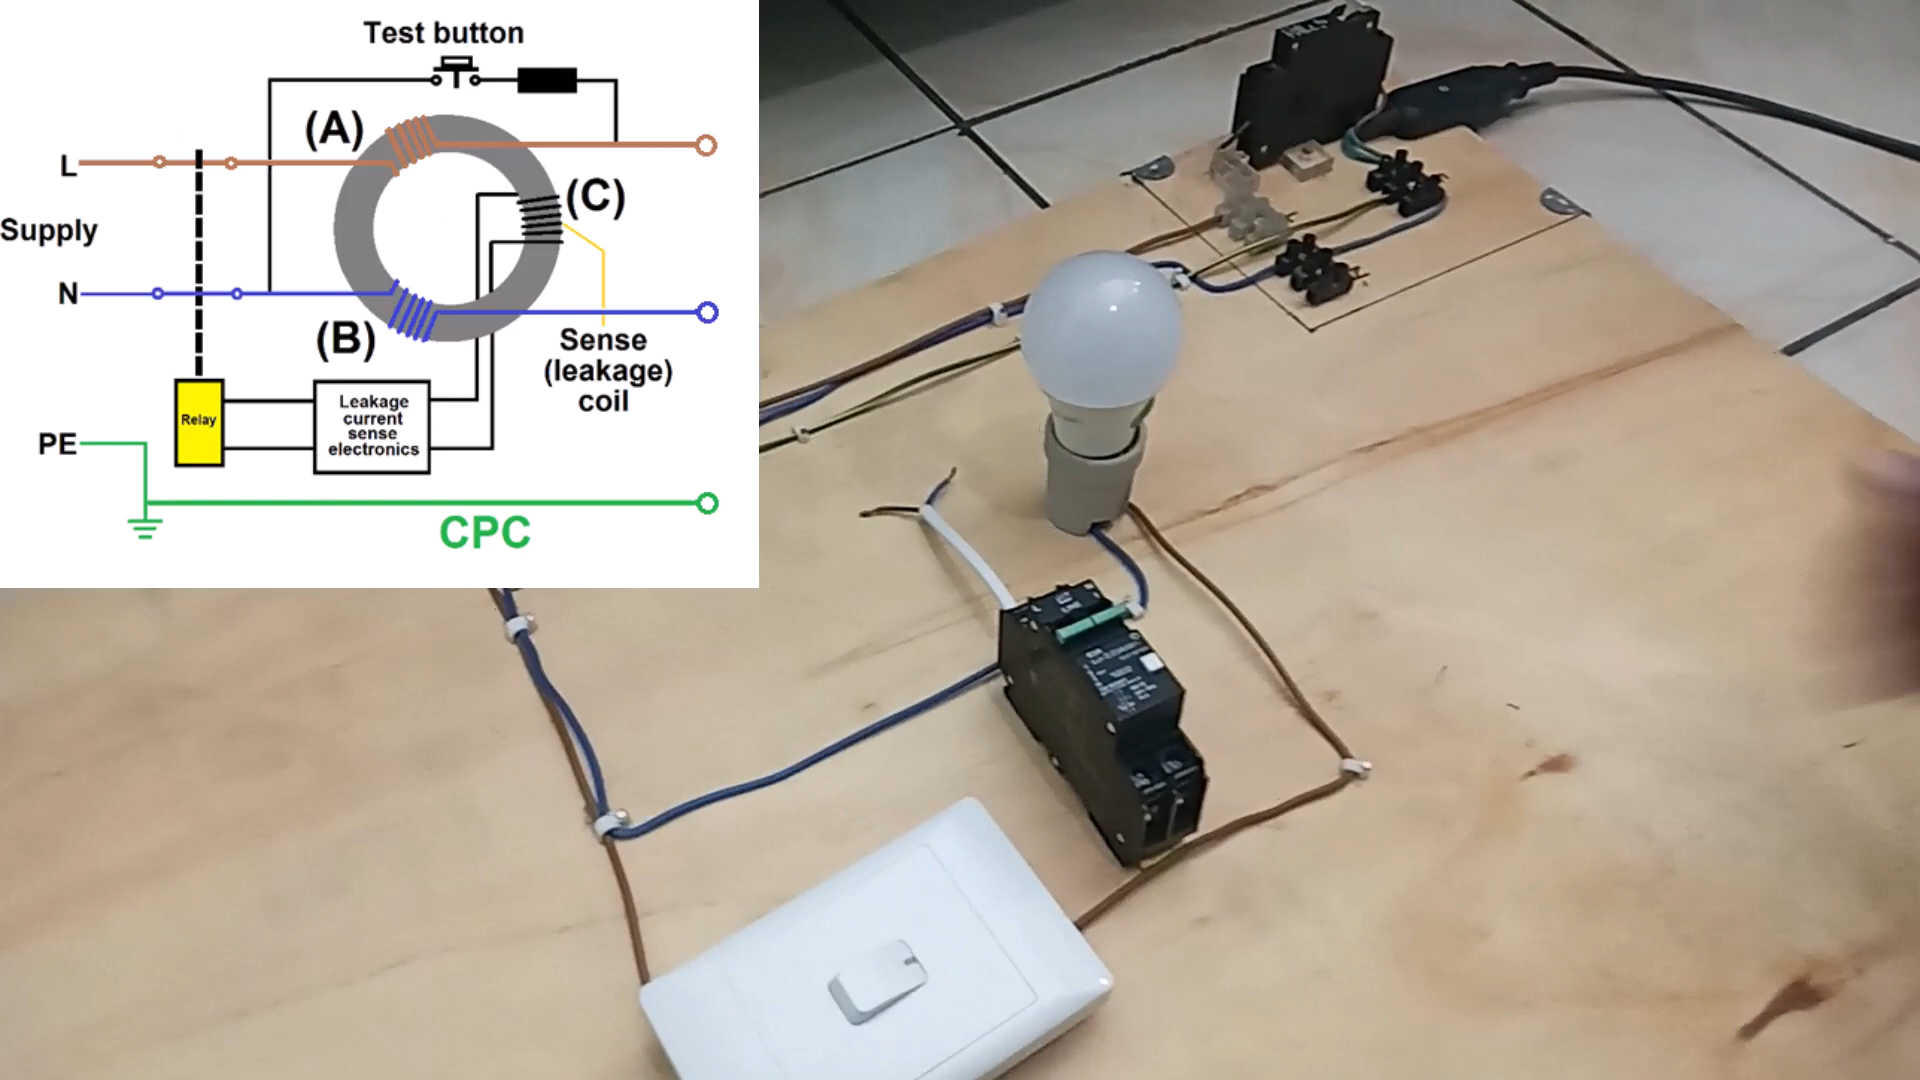 Test button
(A)
L
(C)
Supply
N
(B)
Sense
(leakage)
coil
Relay
Leakage
current
sense
electronics
PE
CPC